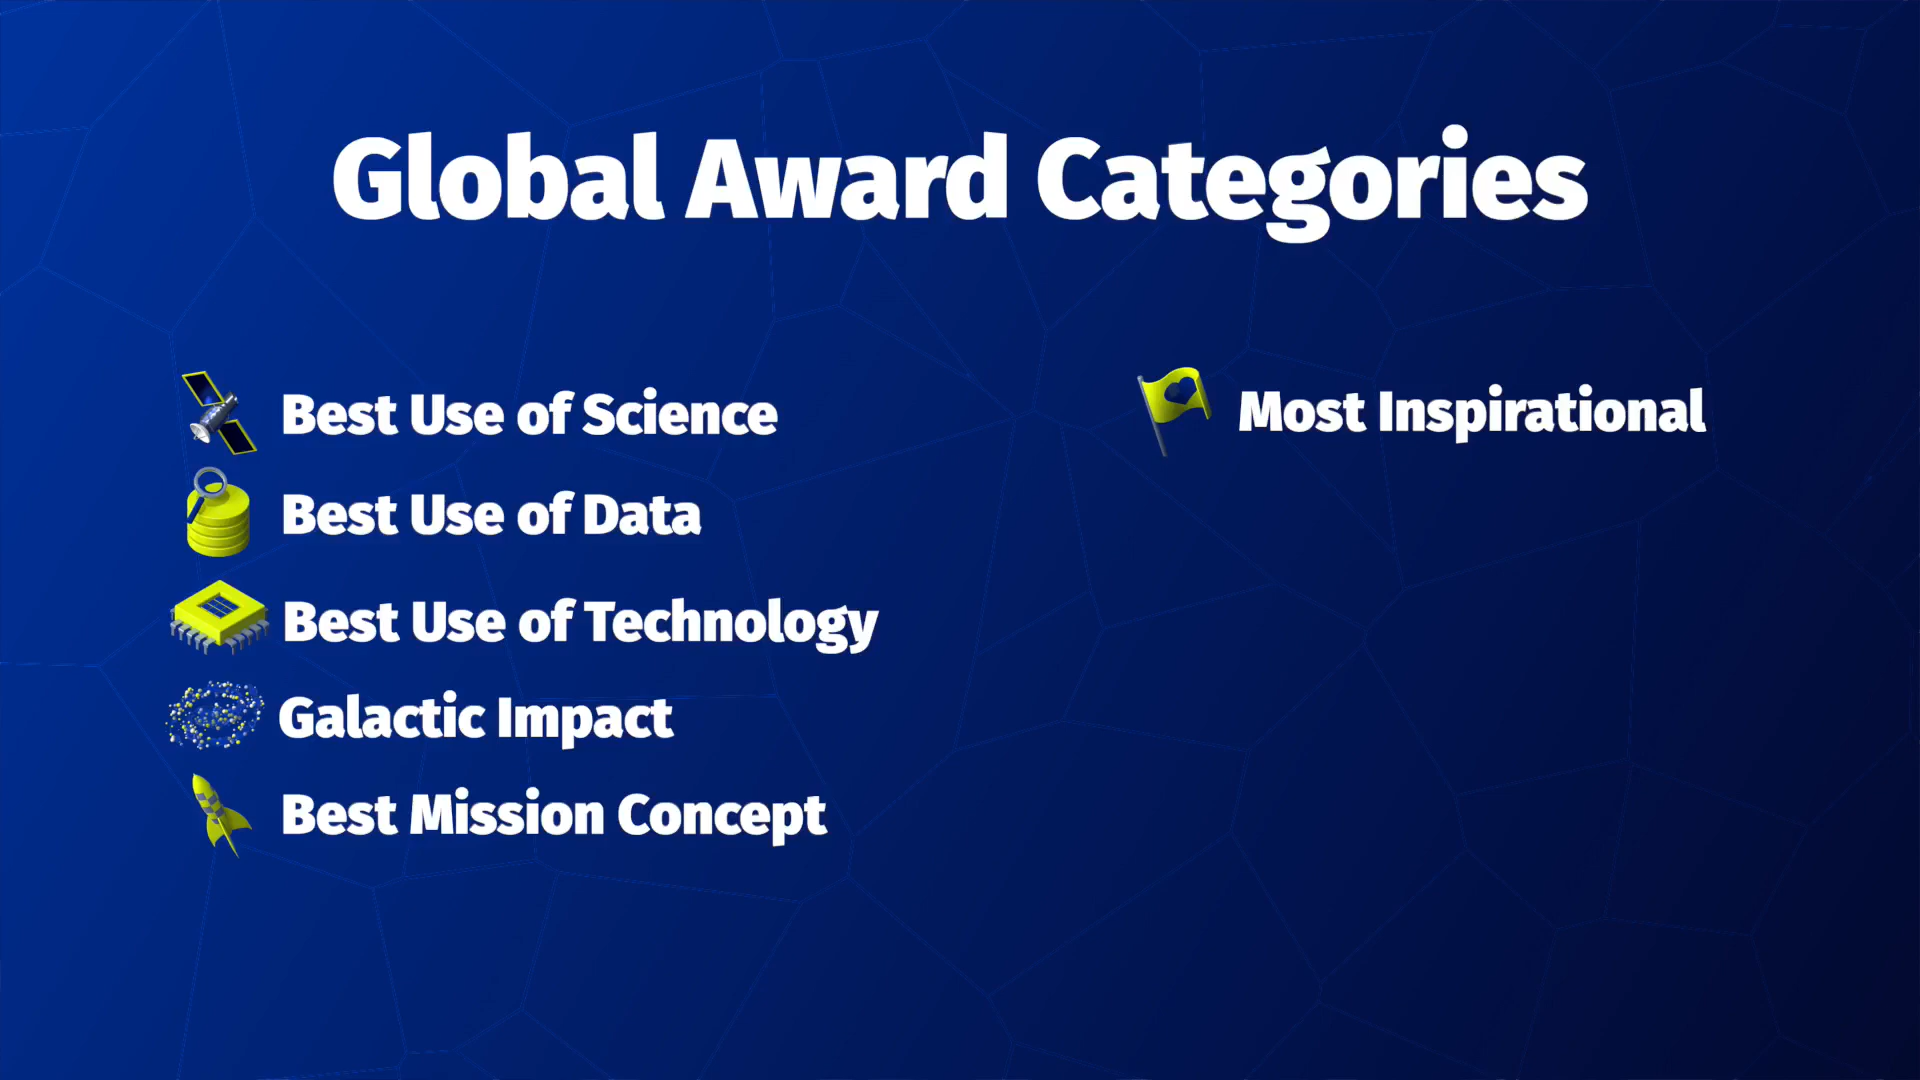 Global Award Categories
Best Use of Science
Best Use of Data
Best Use of Technology
Galactic Impact
Best Mission Concept
Most Inspirational